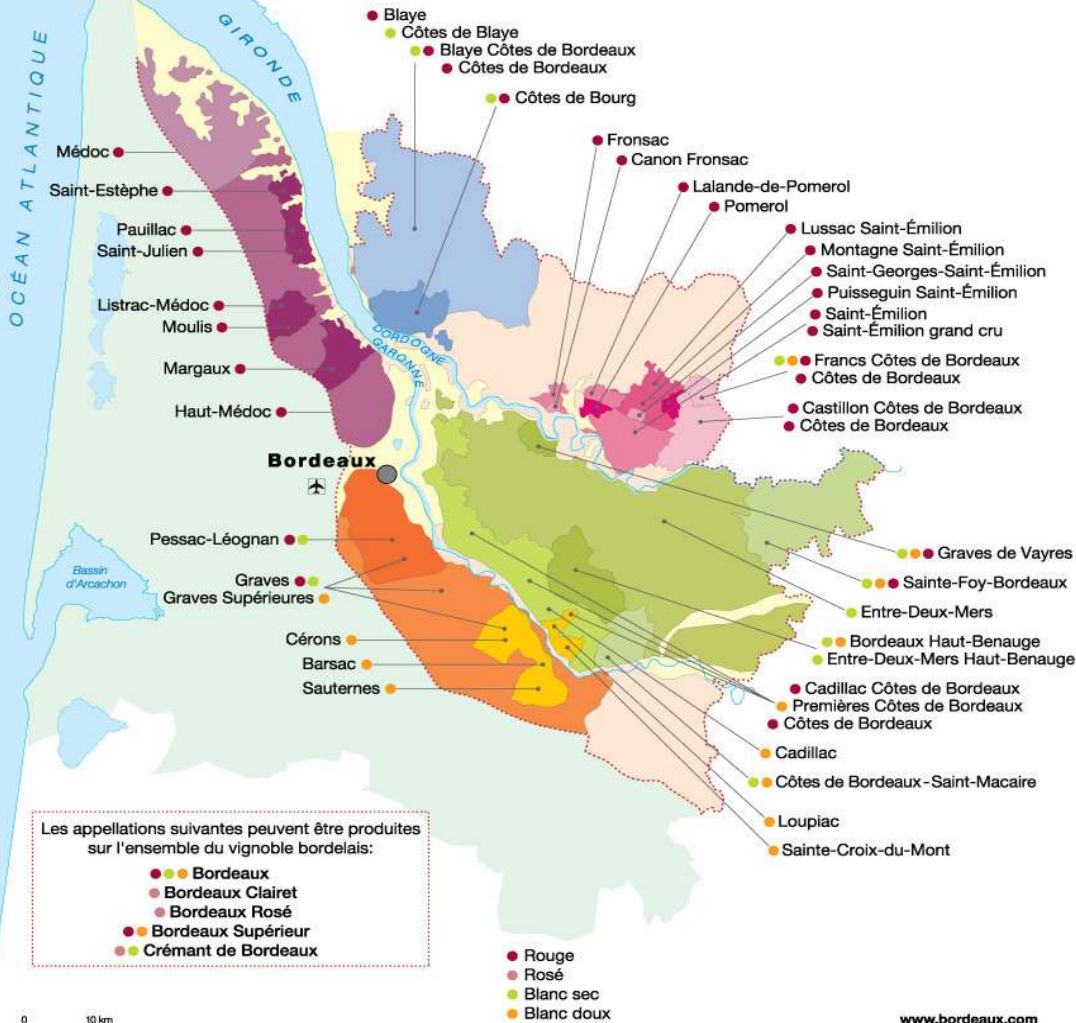 OCÉAN ATLANTIQUE
GIRONDE
Blaye
Côtes de Blaye
Blaye Côtes de Bordeaux
Côtes de Bordeaux
Côtes de Bourg
Fronsac
Canon Fronsac
Lalande-de-Pomerol
Pomerol
Lussac Saint-Émilion
Montagne Saint-Émilion
Saint-Georges-Saint-Émilion
Puisseguin Saint-Émilion
Saint-Émilion
Saint-Émilion grand cru
Francs Côtes de Bordeaux
Côtes de Bordeaux
Castillon Côtes de Bordeaux
Côtes de Bordeaux
Médoc
Saint-Estèphe
Pauillac
Saint-Julien
Listrac-Médoc
Moulis
Margaux
Haut-Médoc
DORDOGNE
GARONNE
Bordeaux
Pessac-Léognan
Graves
Graves Supérieures
Cérons
Barsac
Sauternes
Bassin
d'Arcachon
Graves de Vayres
Sainte-Foy-Bordeaux
Entre-Deux-Mers
Bordeaux Haut-Benauge
Entre-Deux-Mers Haut-Benauge
Cadillac Côtes de Bordeaux
Premières Côtes de Bordeaux
Côtes de Bordeaux
Cadillac
Côtes de Bordeaux-Saint-Macaire
Loupiac
Sainte-Croix-du-Mont
Les appellations suivantes peuvent être produites
sur l'ensemble du vignoble bordelais:
Bordeaux
Bordeaux Clairet
Bordeaux Rosé
Bordeaux Supérieur
Crémant de Bordeaux
Rouge
Rosé
Blanc sec
Blanc doux
0 10 km
www.bordeaux.com